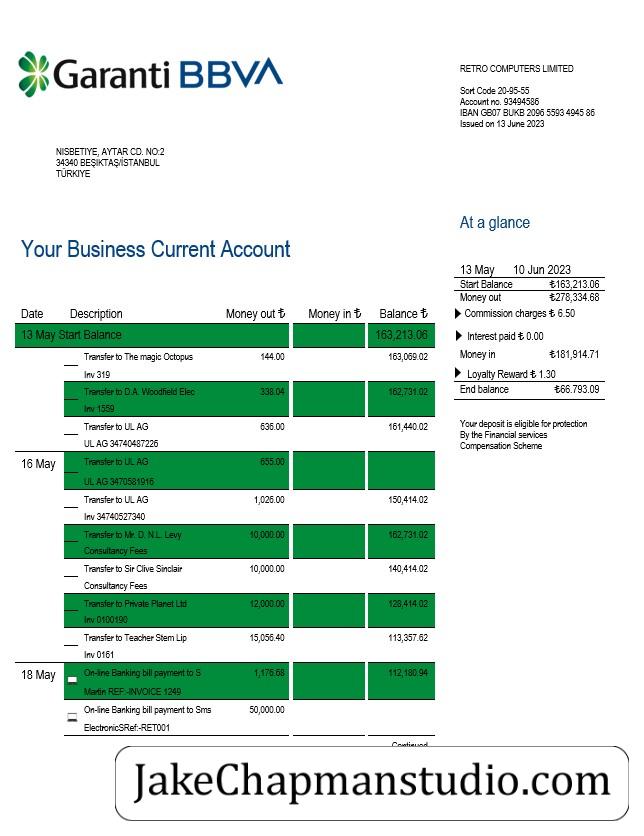 Garanti BBVA
RETRO COMPUTERS LIMITED
Sort Code 20-95-55
Account no. 93494586
IBAN GB07 BUKB 2096 5593 4945 86
Issued on 13 June 2023
NISBETIYE, AYTAR CD. NO:2
34340 BEŞIKTAŞ/İSTANBUL
TÜRKIYE
At a glance
Your Business Current Account
13 May 10 Jun 2023
Start Balance ₺163,213.06
Money out ₺278,334.68
Commission charges ₺ 6.50
Interest paid ₺ 0.00
Money in ₺181,914.71
Loyalty Reward ₺ 1.30
End balance ₺66.793.09
Your deposit is eligible for protection
By the Financial services
Compensation Scheme
Date Description Money out ₺ Money in ₺ Balance ₺
13 May Start Balance 163,213.06
Transfer to The magic Octopus 144.00 163,069.02
Inv 319
Transfer to D.A. Woodfield Elec 338.04 162,731.02
Inv 1559
Transfer to UL AG 636.00 161,440.02
UL AG 34740487226
16 May Transfer to UL AG 655.00
UL AG 3470581916
Transfer to UL AG 1,026.00 150,414.02
Inv 34740527340
Transfer to Mr. D. N.L. Levy 10,000.00 162,731.02
Consultancy Fees
Transfer to Sir Clive Sinclair 10,000.00 140,414.02
Consultancy Fees
Transfer to Private Planet Ltd 12,000.00 128,414.02
Inv 0100190
Transfer to Teacher Stem Lip 15,056.40 113,357.62
Inv 0161
18 May On-line Banking bill payment to S 1,176.68 112,180.94
Martin REF:-INVOICE 1249
On-line Banking bill payment to Sms 50,000.00
ElectronicSRef:-RET001
Continued
JakeChapmanstudio.com